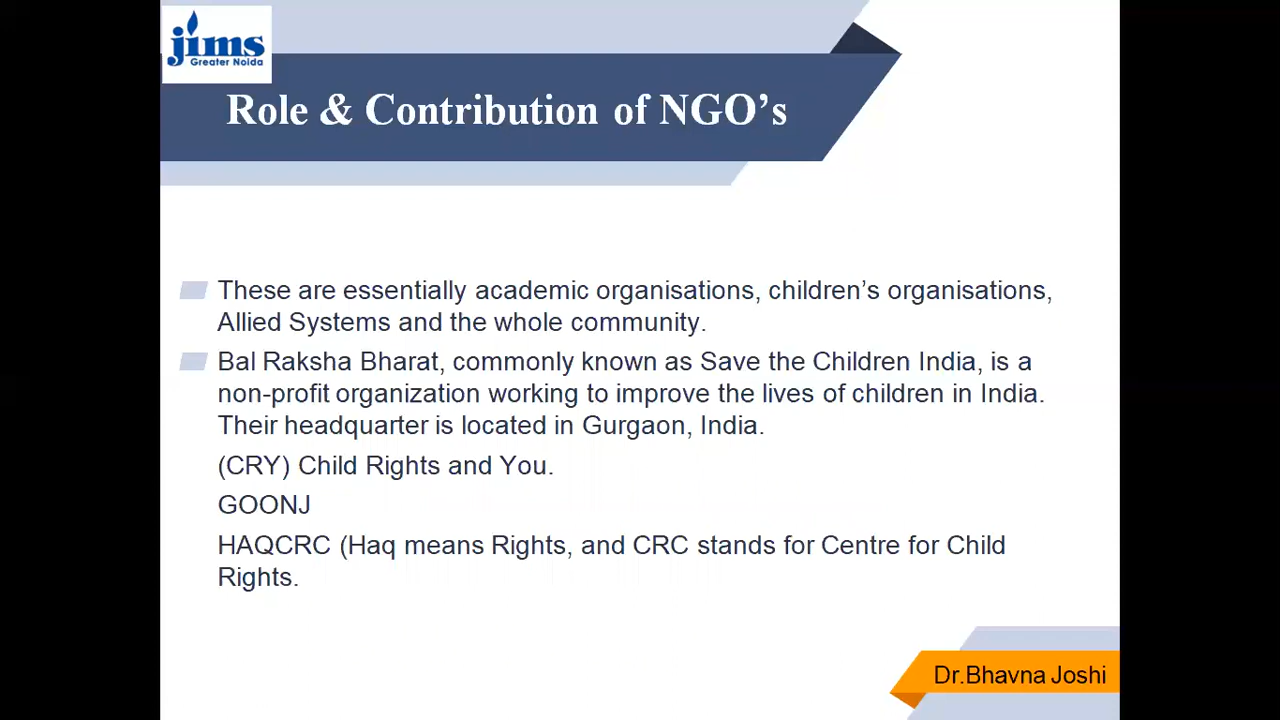 jims
Greater Noida
Role & Contribution of NGO’s
These are essentially academic organisations, children’s organisations,
Allied Systems and the whole community.
Bal Raksha Bharat, commonly known as Save the Children India, is a
non-profit organization working to improve the lives of children in India.
Their headquarter is located in Gurgaon, India.
(CRY) Child Rights and You.
GOONJ
HAQCRC (Haq means Rights, and CRC stands for Centre for Child
Rights.
Dr.Bhavna Joshi